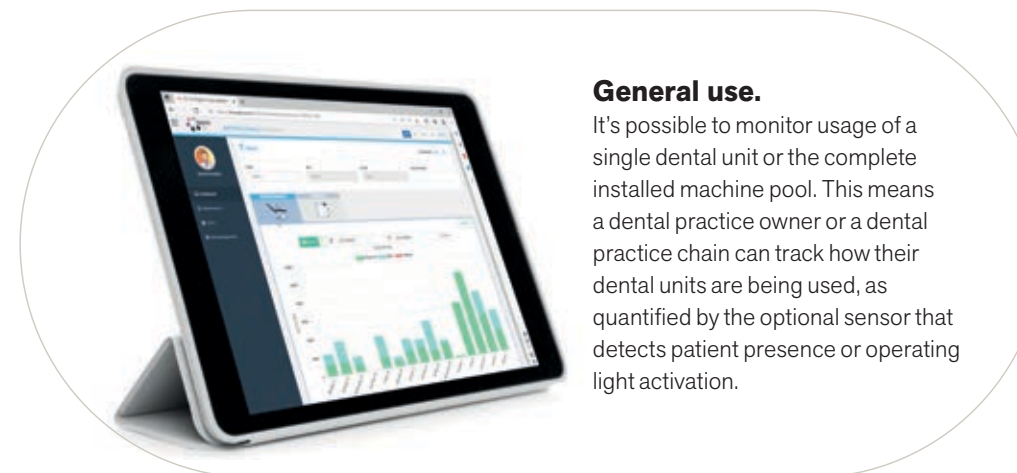 General use.
It's possible to monitor usage of a
single dental unit or the complete
installed machine pool. This means
a dental practice owner or a dental
practice chain can track how their
dental units are being used, as
quantified by the optional sensor that
detects patient presence or operating
light activation.